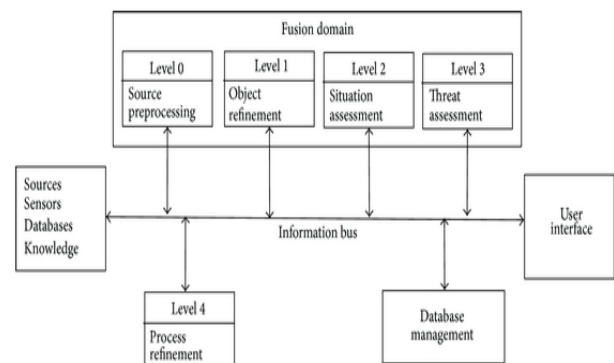 Fusion domain
Level 0
Source
preprocessing
Level 1
Object
refinement
Level 2
Situation
assessment
Level 3
Threat
assessment
Sources
Sensors
Databases
Knowledge
Information bus
User
interface
Level 4
Process
refinement
Database
management